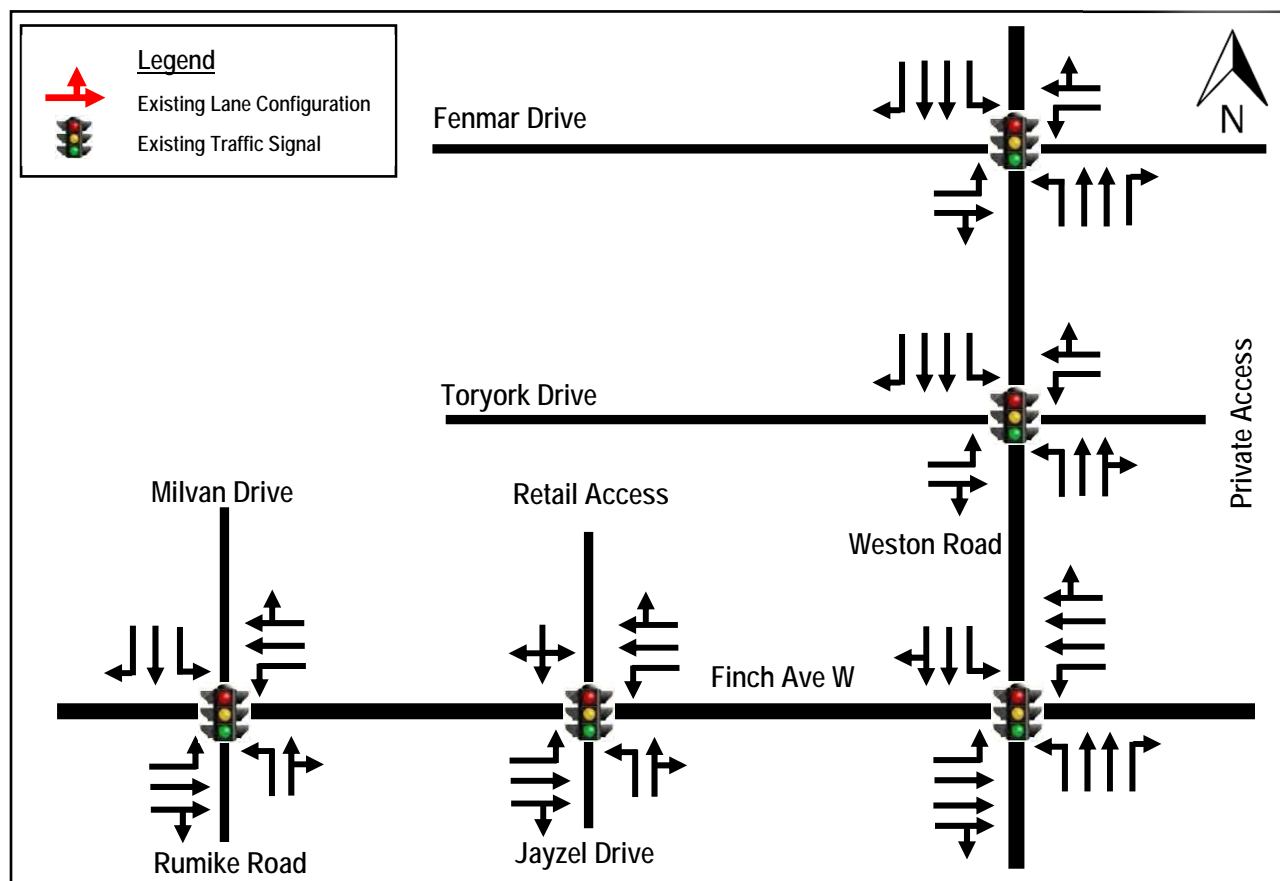 Legend
Existing Lane Configuration
Existing Traffic Signal
N
Fenmar Drive
Toryork Drive
Private Access
Milvan Drive
Retail Access
Weston Road
Finch Ave W
Rumike Road
Jayzel Drive